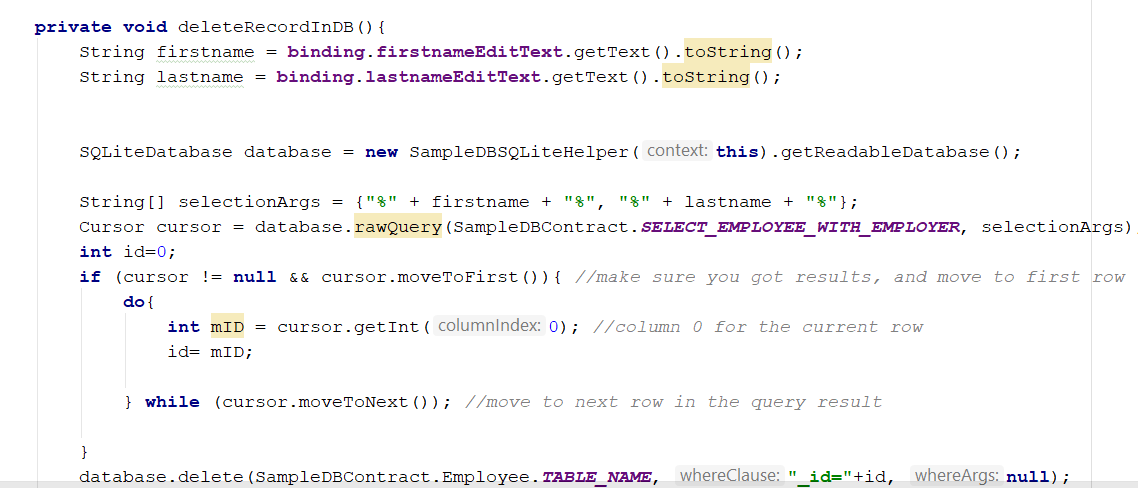 private void deleteRecordInDB(){
String firstname = binding.firstnameEditText.getText().toString();
String lastname = binding.lastnameEditText.getText().toString();
SQLiteDatabase database = new SampleDBSQLiteHelper( context: this).getReadableDatabase();
String[] selectionArgs = {"%" + firstname + "%", "%" + lastname + "%"};
Cursor cursor = database.rawQuery(SampleDBContract.SELECT_EMPLOYEE_WITH_EMPLOYER, selectionArgs)
int id=0;
if (cursor != null && cursor.moveToFirst()){ //make sure you got results, and move to first row
do{
int mID = cursor.getInt( columnIndex: 0); //column 0 for the current row
id= mID;
} while (cursor.moveToNext()); //move to next row in the query result
}
database.delete(SampleDBContract.Employee.TABLE_NAME, whereClause: "_id="+id, whereArgs: null);